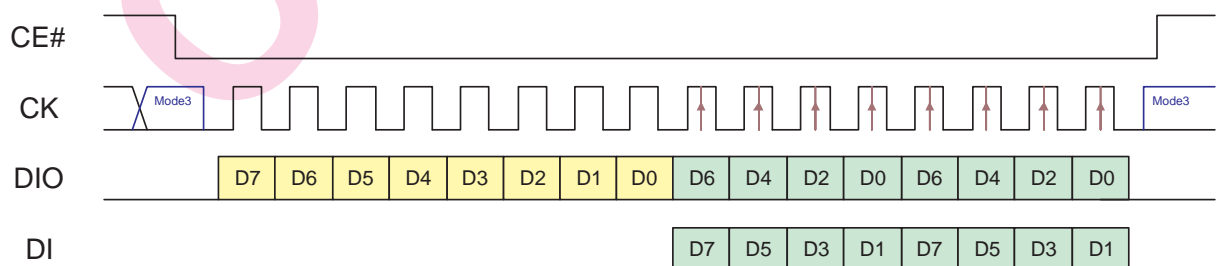 CE#
CK Mode3 Mode3
DIO D7 D6 D5 D4 D3 D2 D1 D0 D6 D4 D2 D0 D6 D4 D2 D0
DI D7 D5 D3 D1 D7 D5 D3 D1